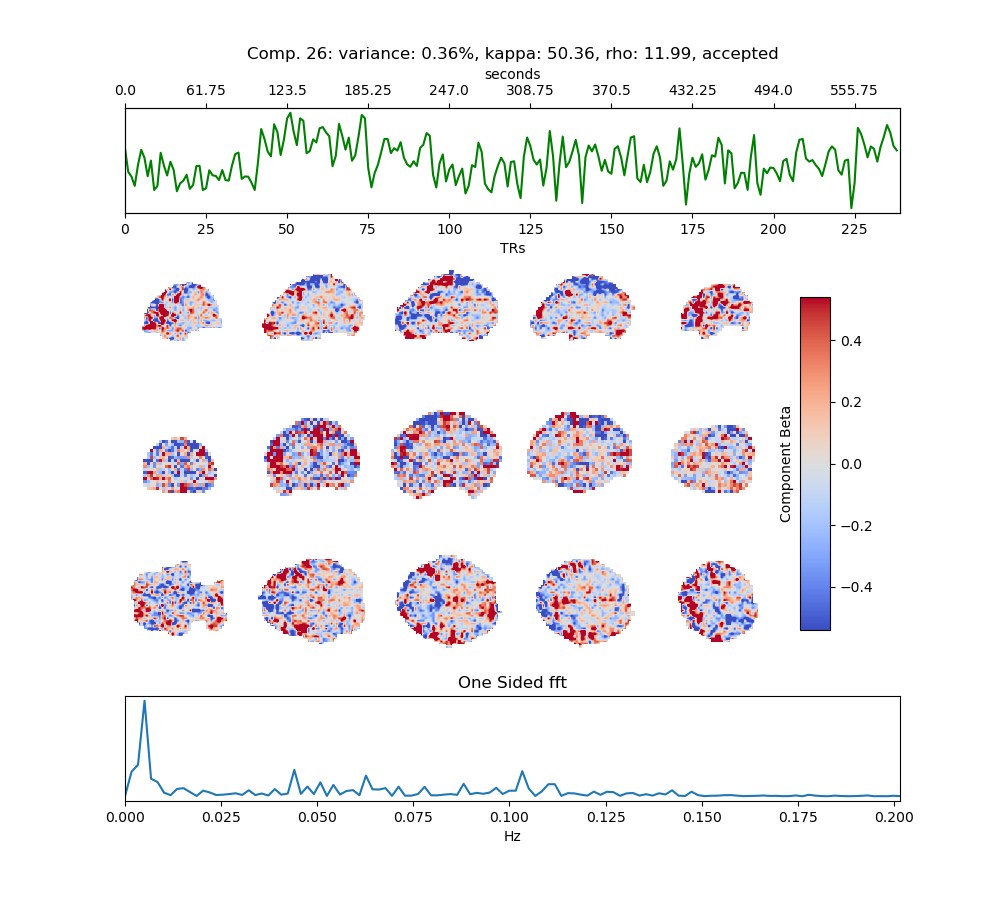 Comp. 26: variance: 0.36%, kappa: 50.36, rho: 11.99, accepted
seconds
0.0 61.75 123.5 185.25 247.0 308.75 370.5 432.25 494.0 555.75
0 25 50 75 100 125 150 175 200 225
TRs
0.4
0.2
0.0
−0.2
−0.4
Component Beta
One Sided fft
0.000 0.025 0.050 0.075 0.100 0.125 0.150 0.175 0.200
Hz